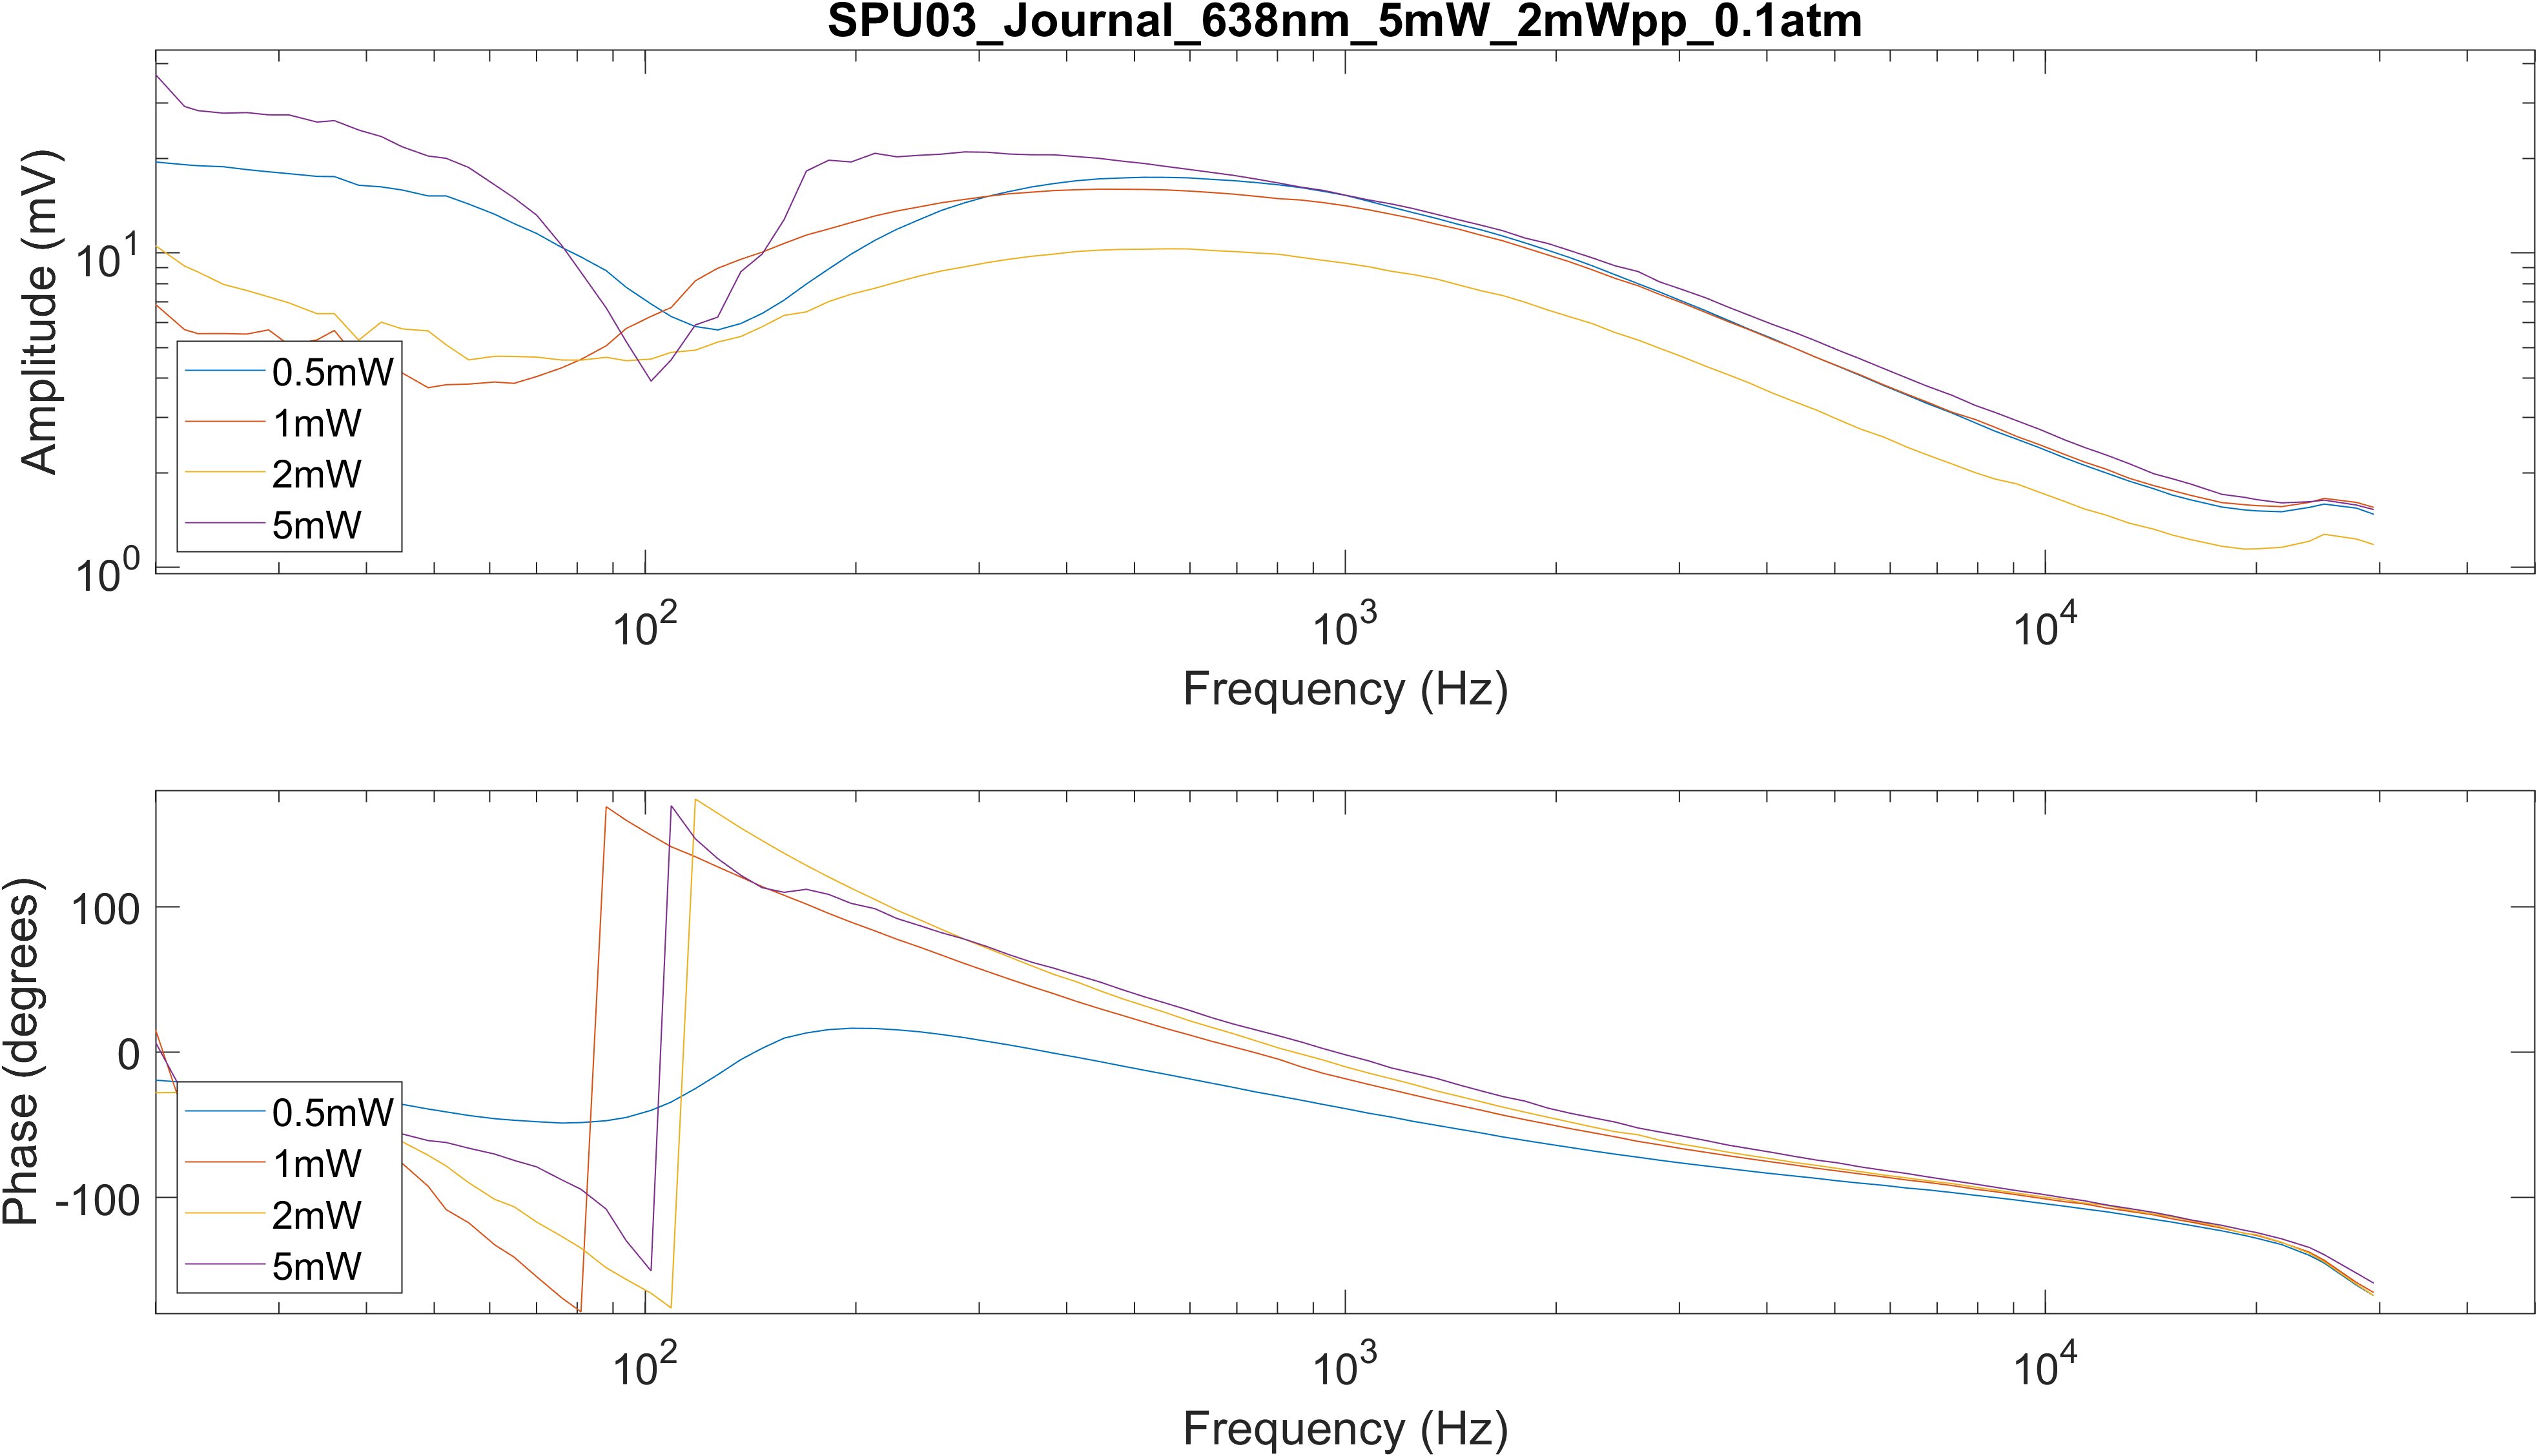 SPU03_Journal_638nm_5mW_2mWpp_0.1atm
Amplitude (mV)
10^1
10^0
0.5mW
1mW
2mW
5mW
10^2
10^3
10^4
Frequency (Hz)
Phase (degrees)
100
0
-100
0.5mW
1mW
2mW
5mW
10^2
10^3
10^4
Frequency (Hz)